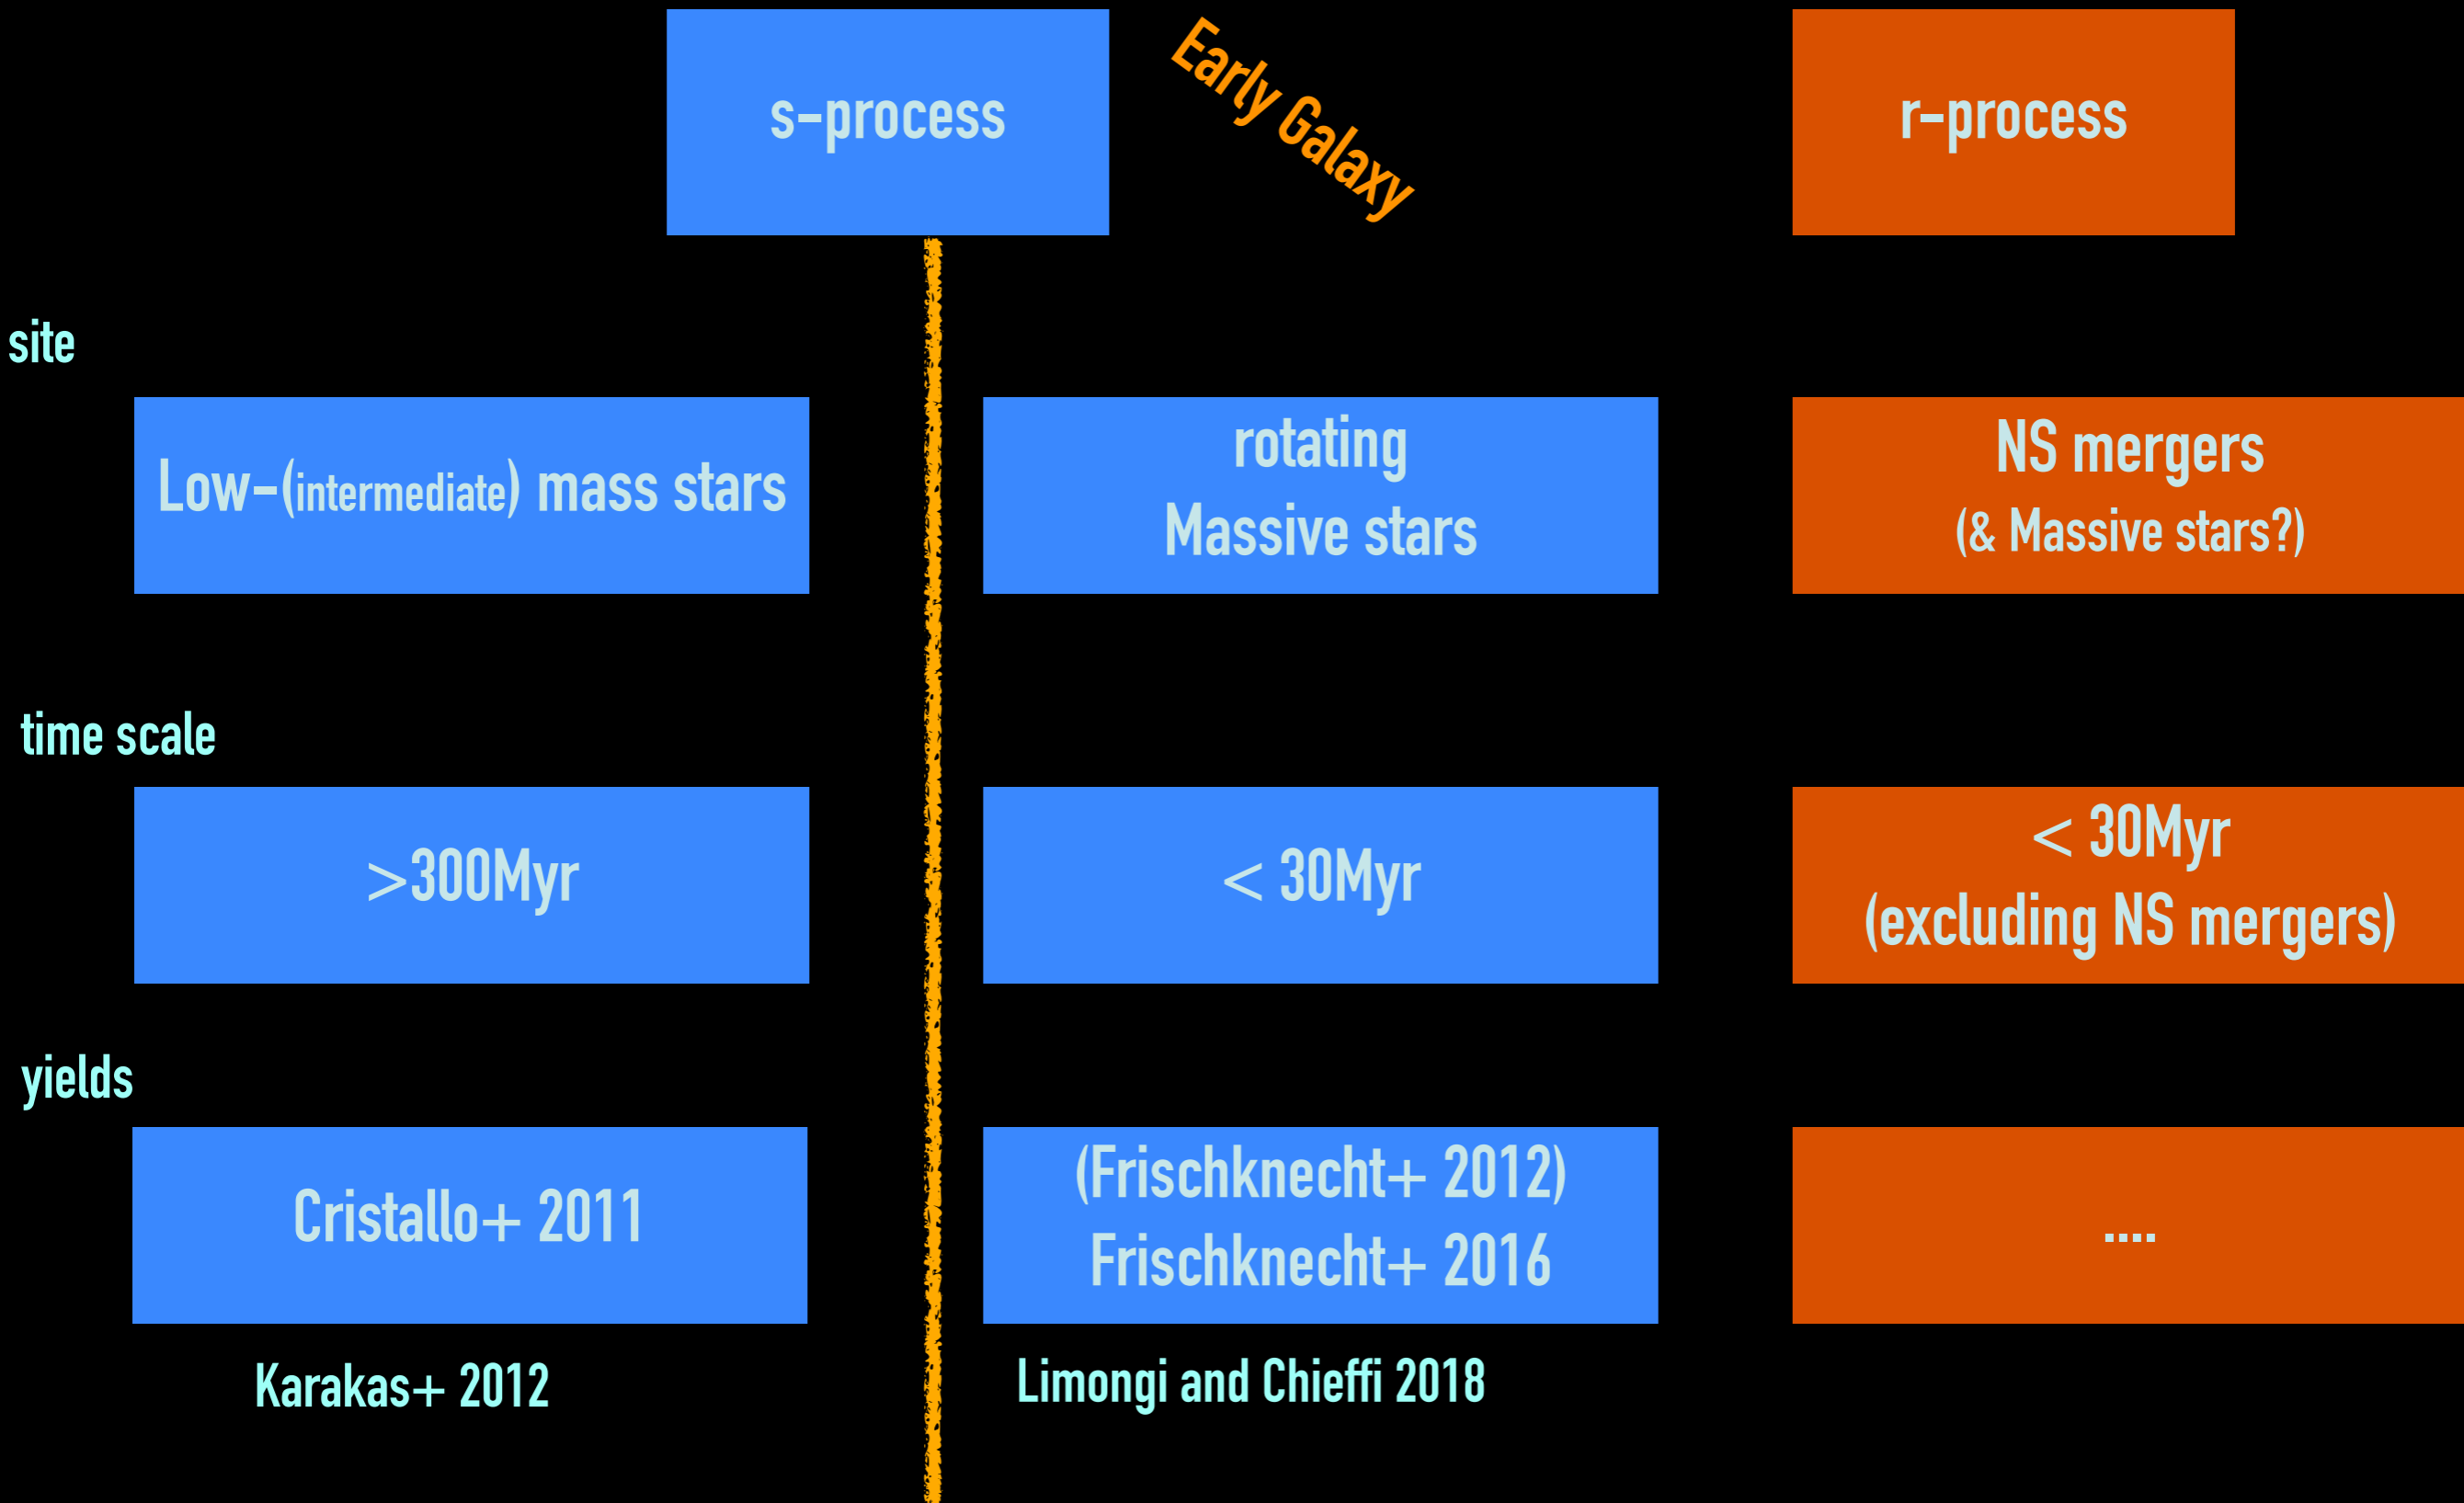 s-process
Early Galaxy
r-process
site
Low-(intermediate) mass stars
rotating
Massive stars
NS mergers
(& Massive stars?)
time scale
>300Myr
< 30Myr
< 30Myr
(excluding NS mergers)
yields
Cristallo+ 2011
(Frischknecht+ 2012)
Frischknecht+ 2016
....
Karakas+ 2012
Limongi and Chieffi 2018